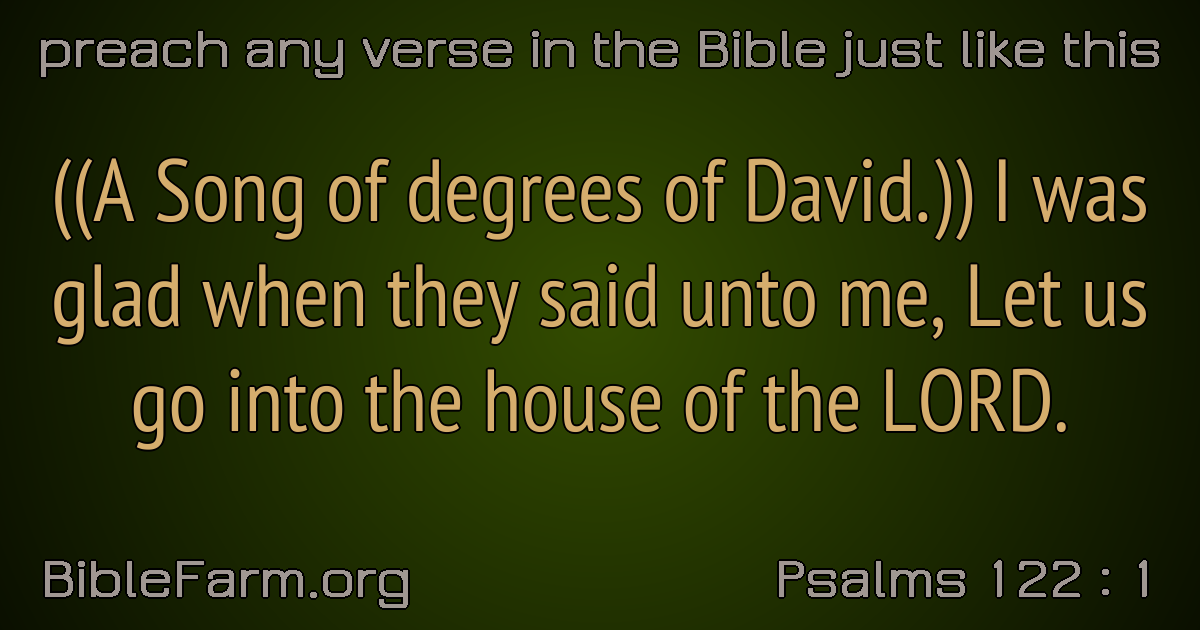 preach any verse in the Bible just like this
((A Song of degrees of David.)) I was
glad when they said unto me, Let us
go into the house of the LORD.
BibleFarm.org
Psalms 122 : 1